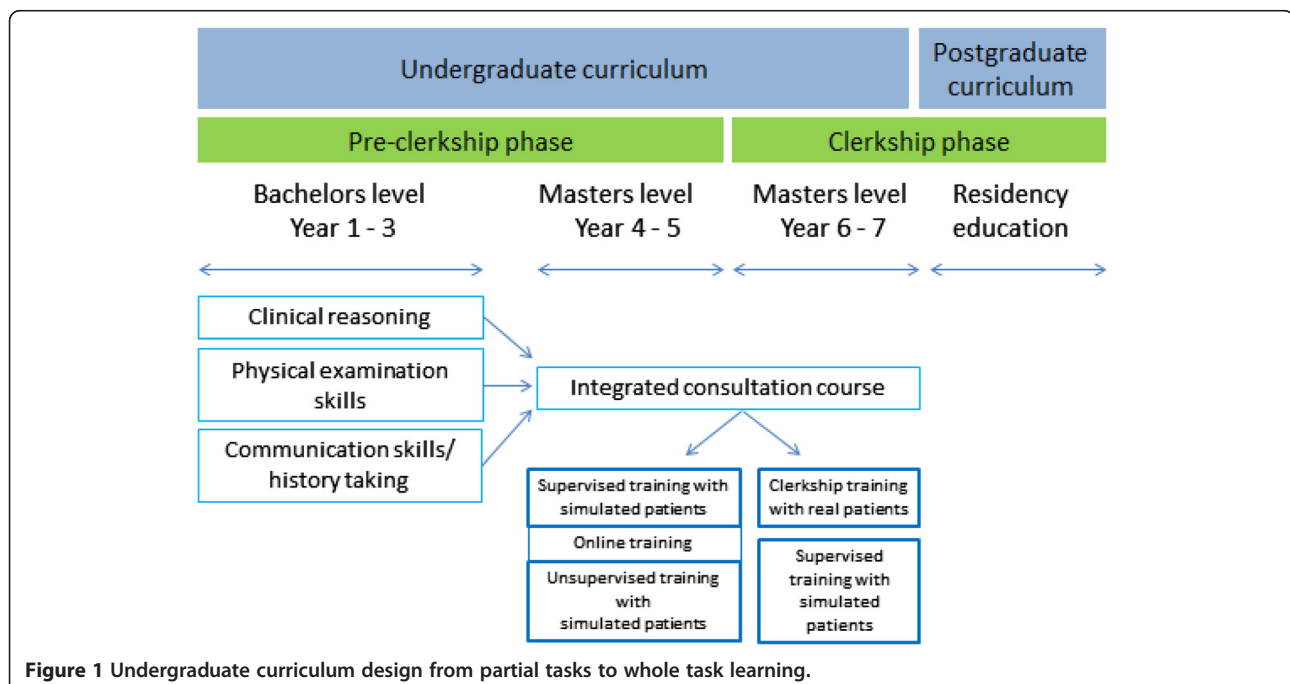 Undergraduate curriculum
Postgraduate
curriculum
Pre-clerkship phase
Clerkship phase
Bachelors level
Year 1 - 3
Masters level
Year 4 - 5
Masters level
Year 6 - 7
Residency
education
Clinical reasoning
Physical examination
skills
Communication skills/
history taking
Integrated consultation course
Supervised training with
simulated patients
Online training
Unsupervised training
with
simulated patients
Clerkship training
with real patients
Supervised
training with
simulated
patients
Figure 1 Undergraduate curriculum design from partial tasks to whole task learning.